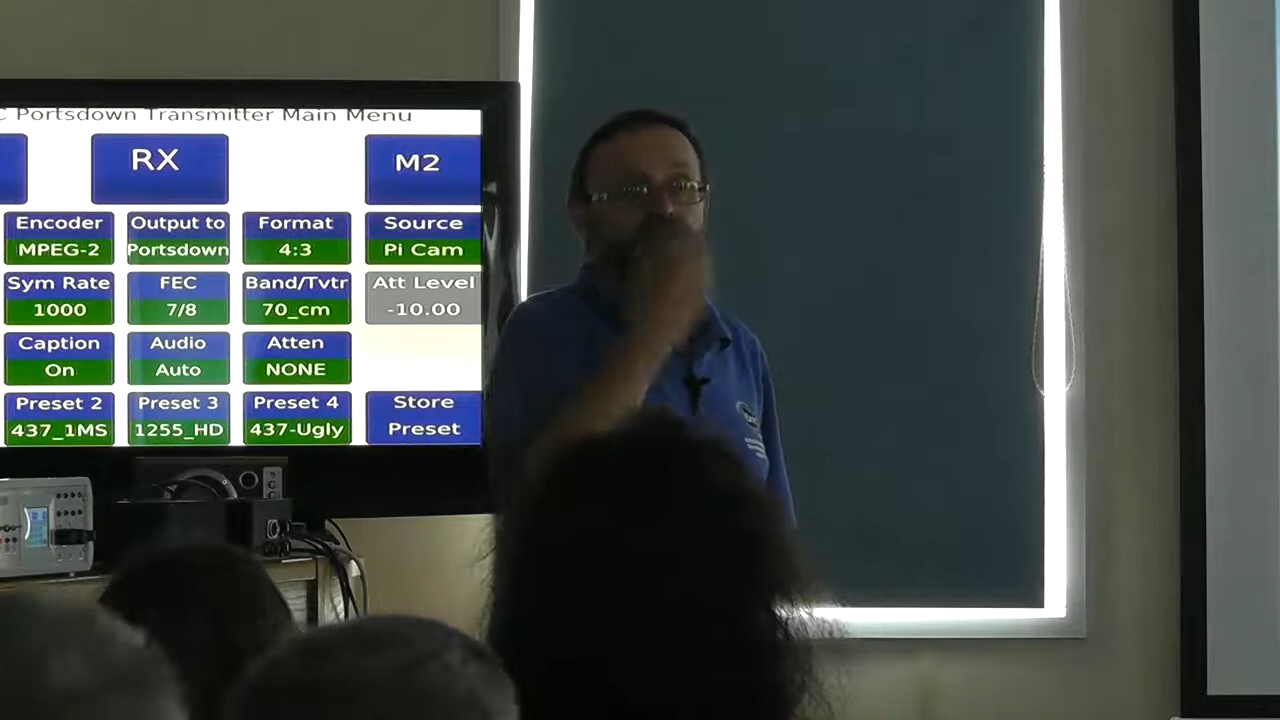 Portsdown Transmitter Main Menu
RX M2
Encoder Output to Format Source
MPEG-2 Portsdown 4:3 Pi Cam
Sym Rate FEC Band/Tvtr Att Level
1000 7/8 70_cm -10.00
Caption Audio Atten
On Auto NONE
Preset 2 Preset 3 Preset 4 Store
437_1MS 1255_HD 437-Ugly Preset